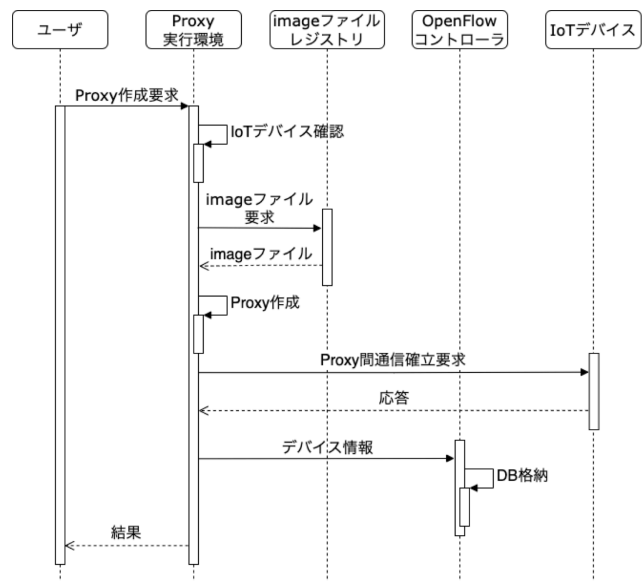 ユーザ
Proxy
実行環境
imageファイル
レジストリ
OpenFlow
コントローラ
IoTデバイス
Proxy作成要求
IoTデバイス確認
imageファイル
要求
imageファイル
Proxy作成
Proxy間通信確立要求
応答
デバイス情報
DB格納
結果